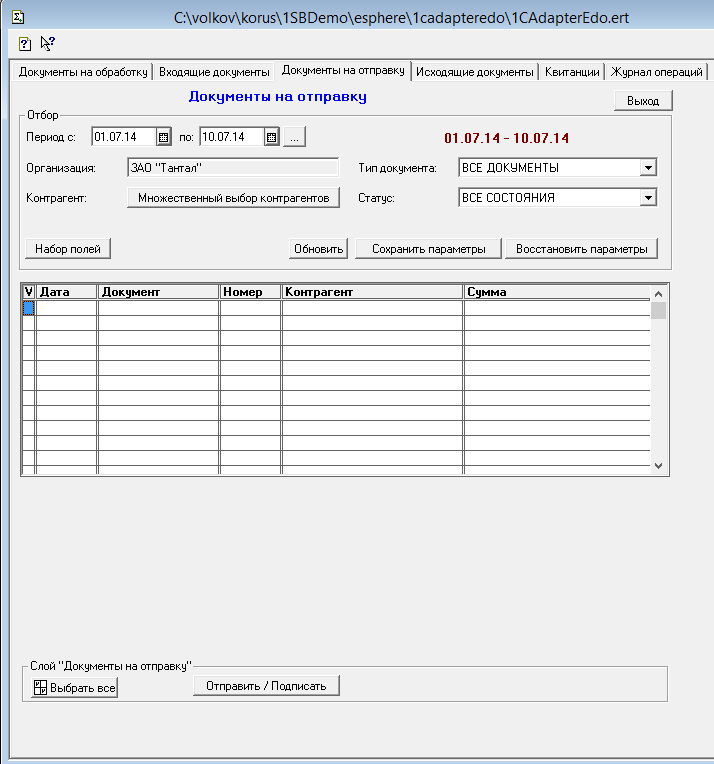 C:\volkov\korus\1SBDemo\esphere\1cadapteredo\1CAdapterEdo.ert
Документы на обработку Входящие документы Документы на отправку Исходящие документы Квитанции Журнал операций
Документы на отправку
Выход
Отбор
Период с: 01.07.14 по: 10.07.14 ... 01.07.14 - 10.07.14
Организация: ЗАО "Тантал" Тип документа: ВСЕ ДОКУМЕНТЫ
Контрагент: Множественный выбор контрагентов Статус: ВСЕ СОСТОЯНИЯ
Набор полей Обновить Сохранить параметры Восстановить параметры
V Дата Документ Номер Контрагент Сумма
Слой "Документы на отправку"
Выбрать все Отправить / Подписать